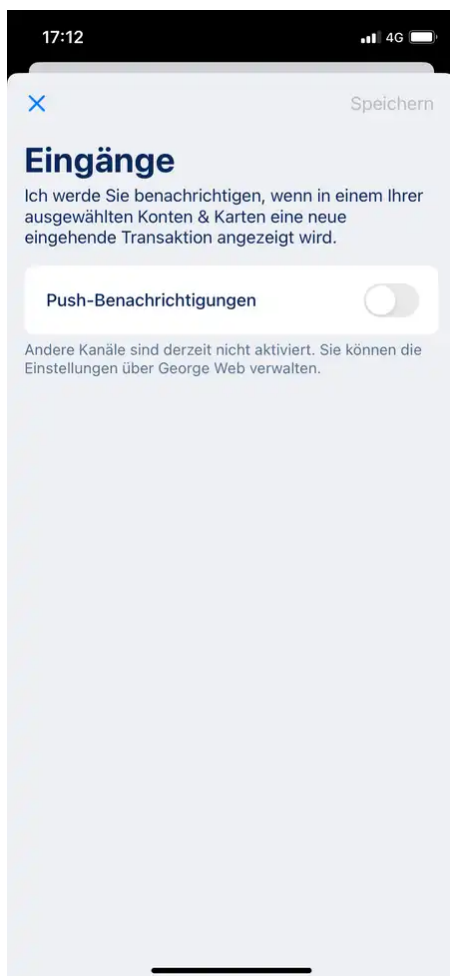 17:12
4G
Speichern
Eingänge
Ich werde Sie benachrichtigen, wenn in einem Ihrer
ausgewählten Konten & Karten eine neue
eingehende Transaktion angezeigt wird.
Push-Benachrichtigungen
Andere Kanäle sind derzeit nicht aktiviert. Sie können die
Einstellungen über George Web verwalten.